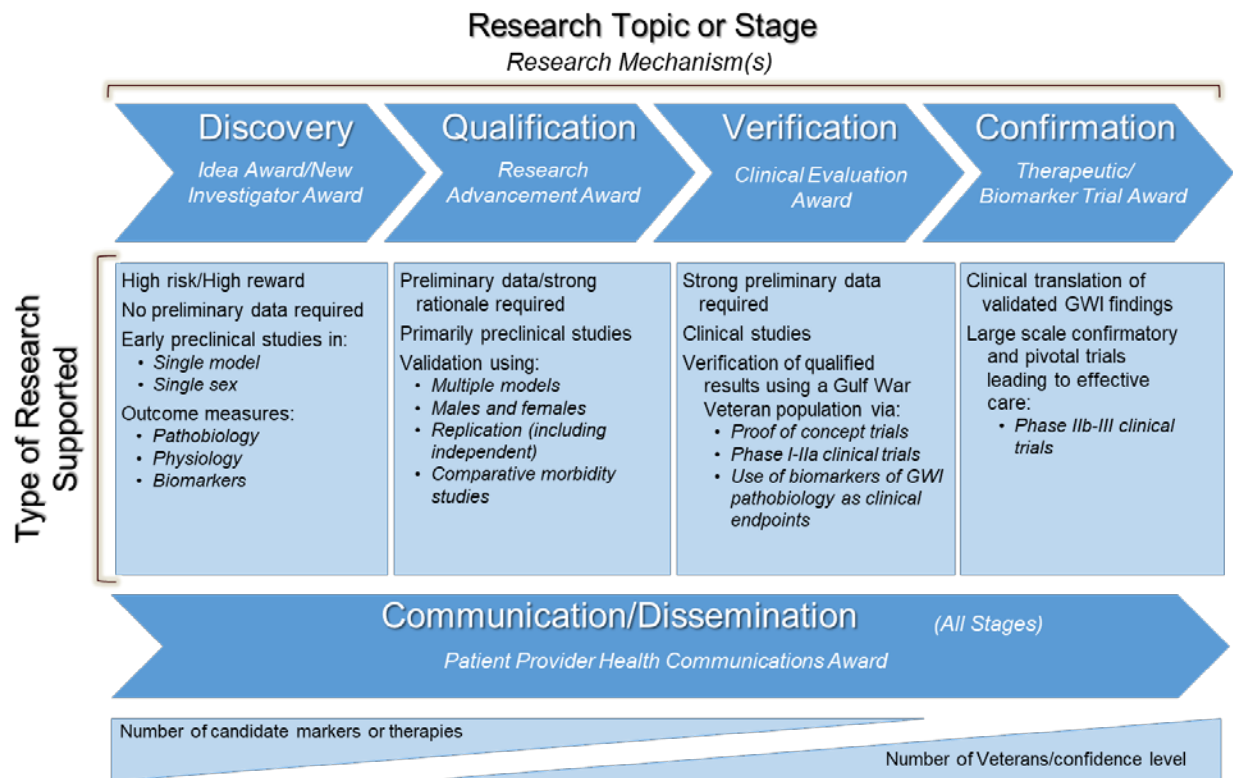 Research Topic or Stage
Research Mechanism(s)
Discovery
Idea Award/New
Investigator Award
Qualification
Research
Advancement Award
Verification
Clinical Evaluation
Award
Confirmation
Therapeutic/
Biomarker Trial Award
Type of Research
Supported
High risk/High reward
No preliminary data required
Early preclinical studies in:
• Single model
• Single sex
Outcome measures:
• Pathobiology
• Physiology
• Biomarkers
Preliminary data/strong
rationale required
Primarily preclinical studies
Validation using:
• Multiple models
• Males and females
• Replication (including
independent)
• Comparative morbidity
studies
Strong preliminary data
required
Clinical studies
Verification of qualified
results using a Gulf War
Veteran population via:
• Proof of concept trials
• Phase I-IIa clinical trials
• Use of biomarkers of GWI
pathobiology as clinical
endpoints
Clinical translation of
validated GWI findings
Large scale confirmatory
and pivotal trials
leading to effective
care:
• Phase IIb-III clinical
trials
Communication/Dissemination (All Stages)
Patient Provider Health Communications Award
Number of candidate markers or therapies
Number of Veterans/confidence level